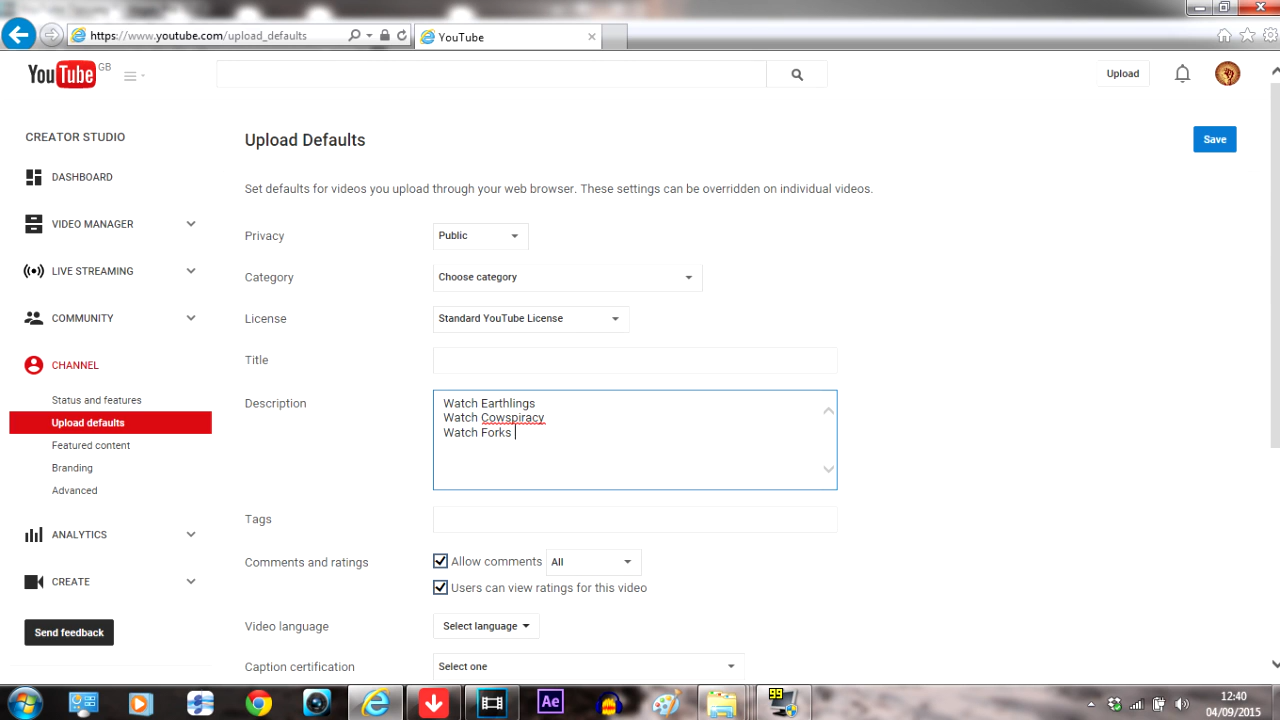 https://www.youtube.com/upload_defaults
YouTube
YouTube GB
Upload
CREATOR STUDIO
DASHBOARD
VIDEO MANAGER
LIVE STREAMING
COMMUNITY
CHANNEL
Status and features
Upload defaults
Featured content
Branding
Advanced
ANALYTICS
CREATE
Send feedback
Upload Defaults
Save
Set defaults for videos you upload through your web browser. These settings can be overridden on individual videos.
Privacy
Public
Category
Choose category
License
Standard YouTube License
Title
Description
Watch Earthlings
Watch Cowspiracy
Watch Forks
Tags
Comments and ratings
Allow comments
All
Users can view ratings for this video
Video language
Select language
Caption certification
Select one
Ae
99
12:40
04/09/2015